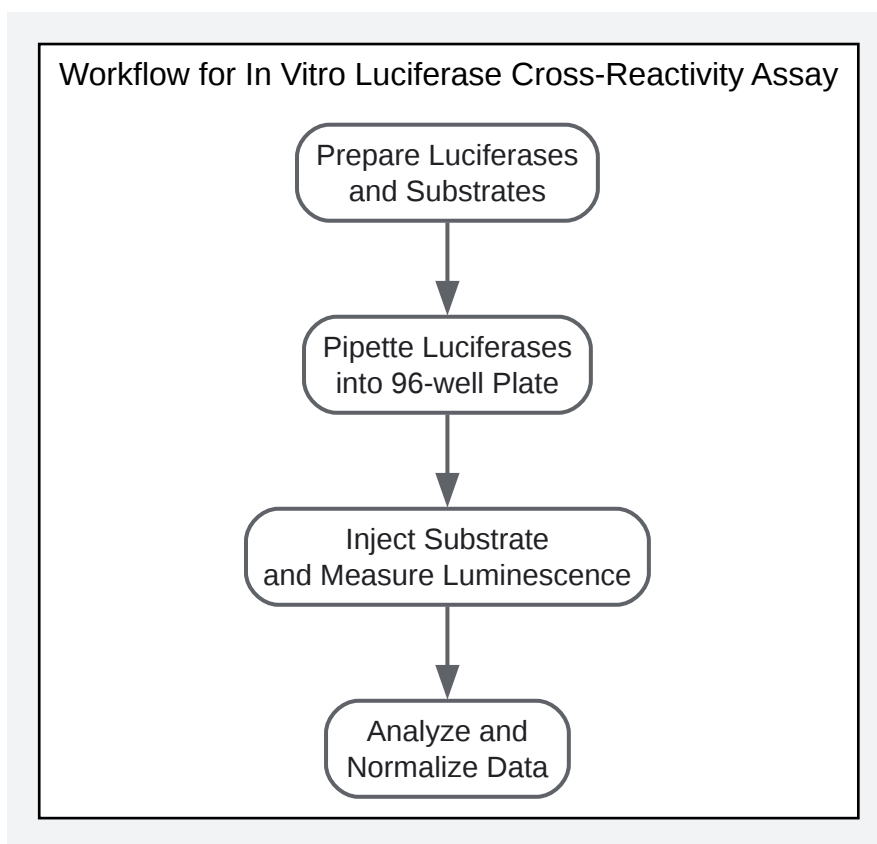 Workflow for In Vitro Luciferase Cross-Reactivity Assay
Prepare Luciferases
and Substrates
Pipette Luciferases
into 96-well Plate
Inject Substrate
and Measure Luminescence
Analyze and
Normalize Data